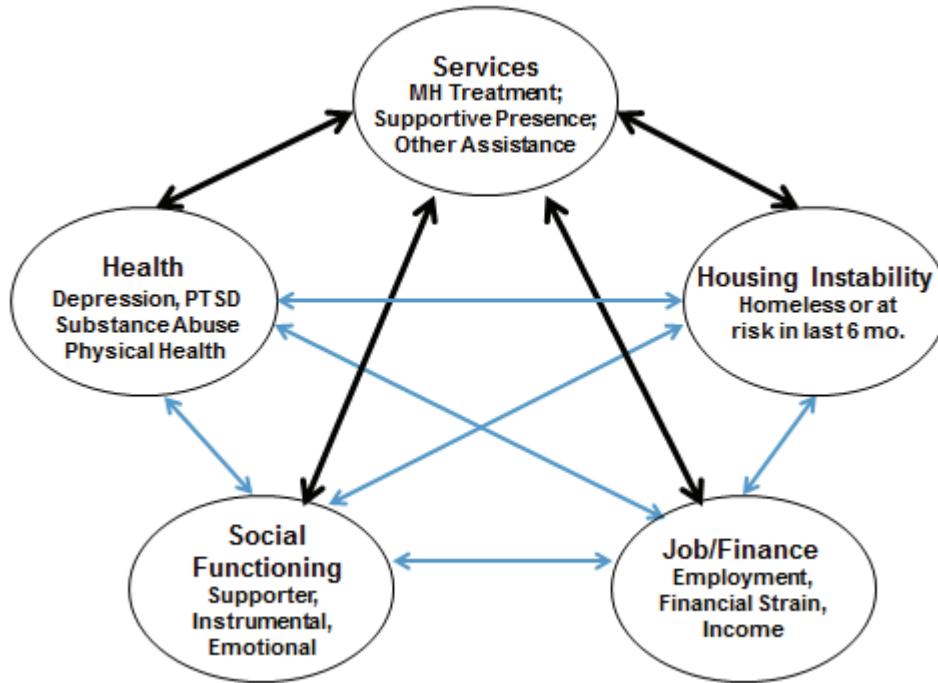 Services
MH Treatment;
Supportive Presence;
Other Assistance
Health
Depression, PTSD
Substance Abuse
Physical Health
Housing Instability
Homeless or at
risk in last 6 mo.
Social
Functioning
Supporter,
Instrumental,
Emotional
Job/Finance
Employment,
Financial Strain,
Income